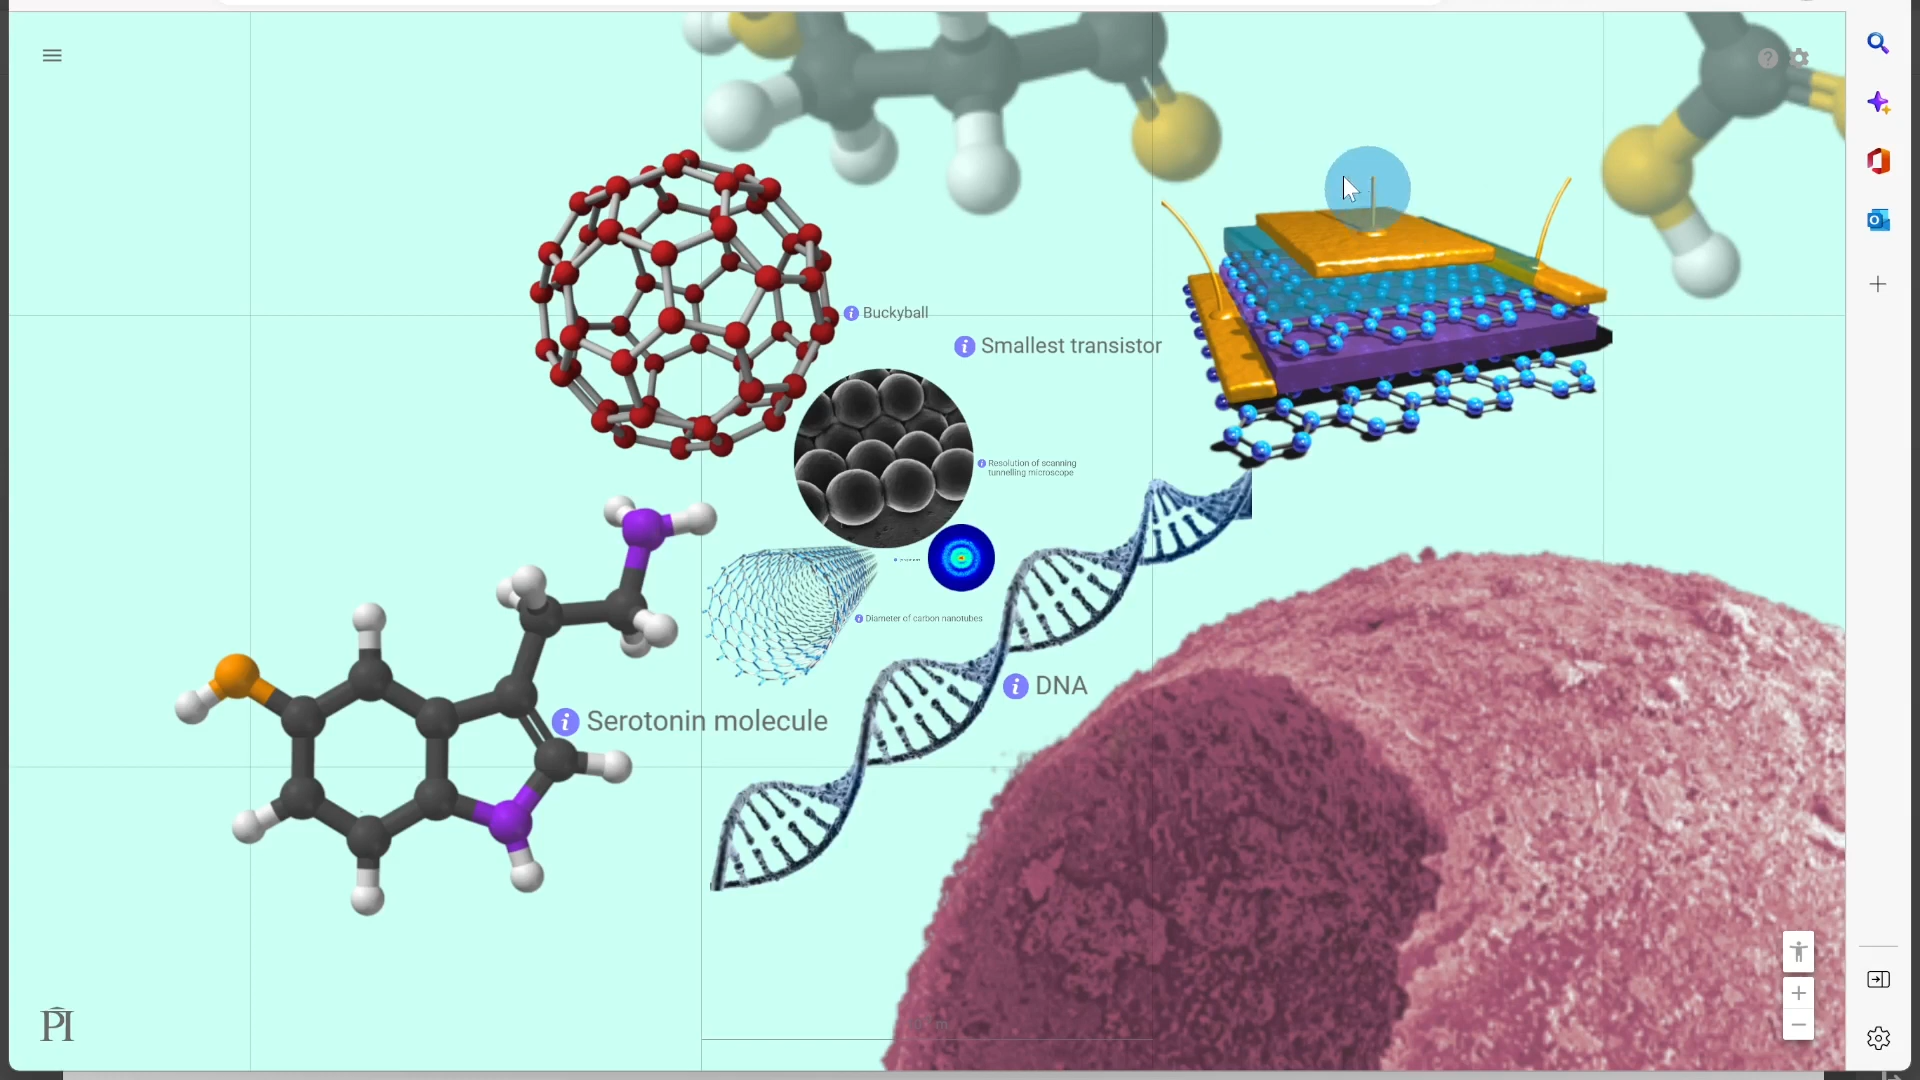 Buckyball
Smallest transistor
Resolution of scanning
tunnelling microscope
Diameter of carbon nanotubes
DNA
Serotonin molecule
PI